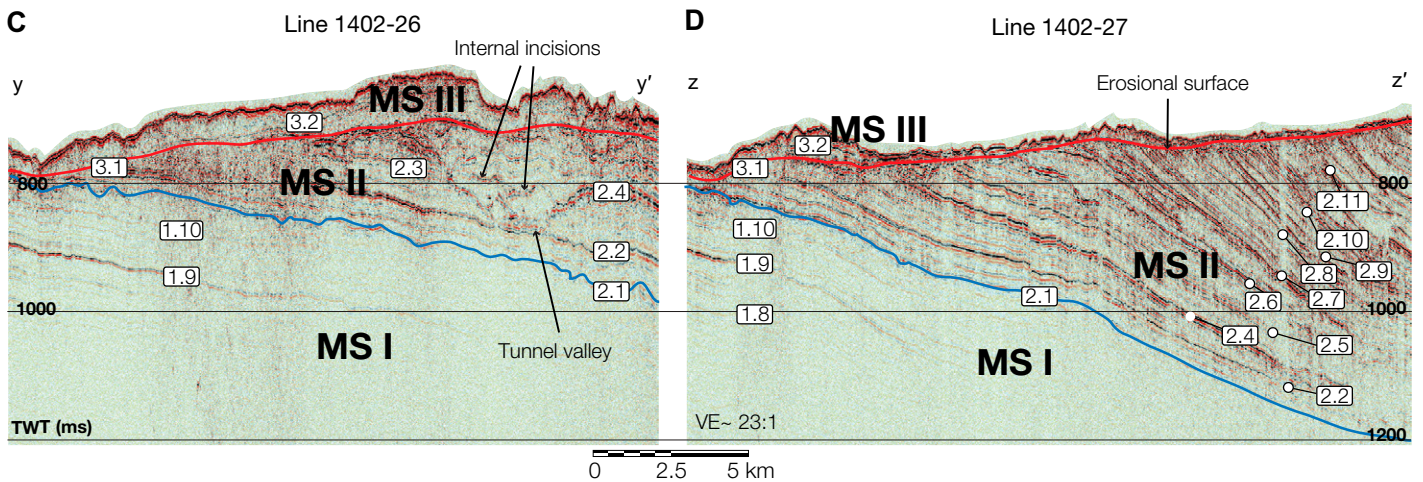 C
Line 1402-26
Internal incisions
y
y′
MS III
3.2
3.1
2.3
MS II
800
2.4
1.10
2.2
1.9
2.1
1000
MS I
Tunnel valley
TWT (ms)
D
Line 1402-27
z
Erosional surface
z′
MS III
3.2
3.1
800
2.11
1.10
2.10
1.9
MS II
2.8
2.9
2.1
2.6
2.7
1.8
1000
2.4
2.5
MS I
2.2
VE~ 23:1
1200
0 2.5 5 km